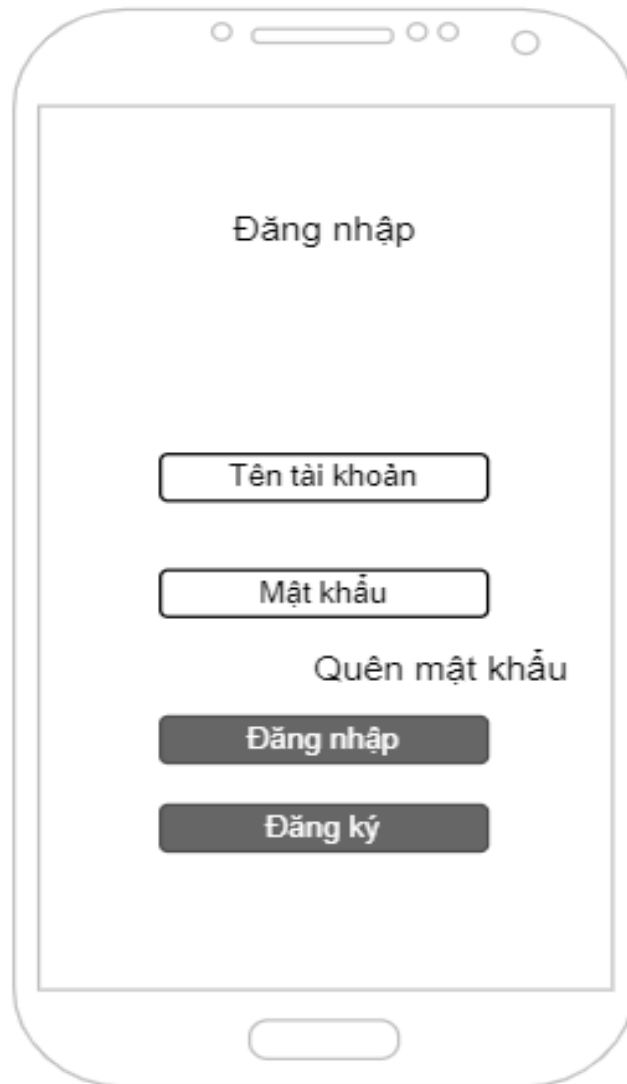 Đăng nhập
Tên tài khoản
Mật khẩu
Quên mật khẩu
Đăng nhập
Đăng ký